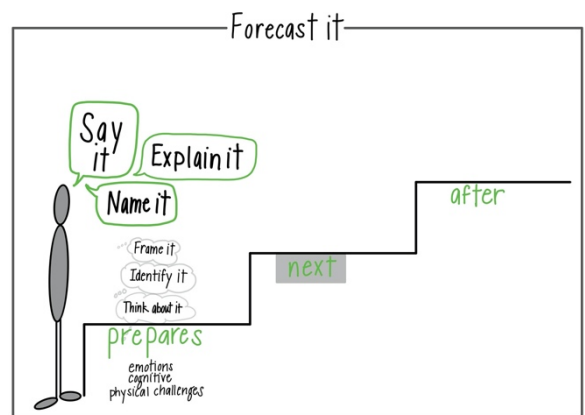 Forecast it
Say
it
Explain it
Name it
Frame it
Identify it
Think about it
prepares
emotions
cognitive
physical challenges
next
after